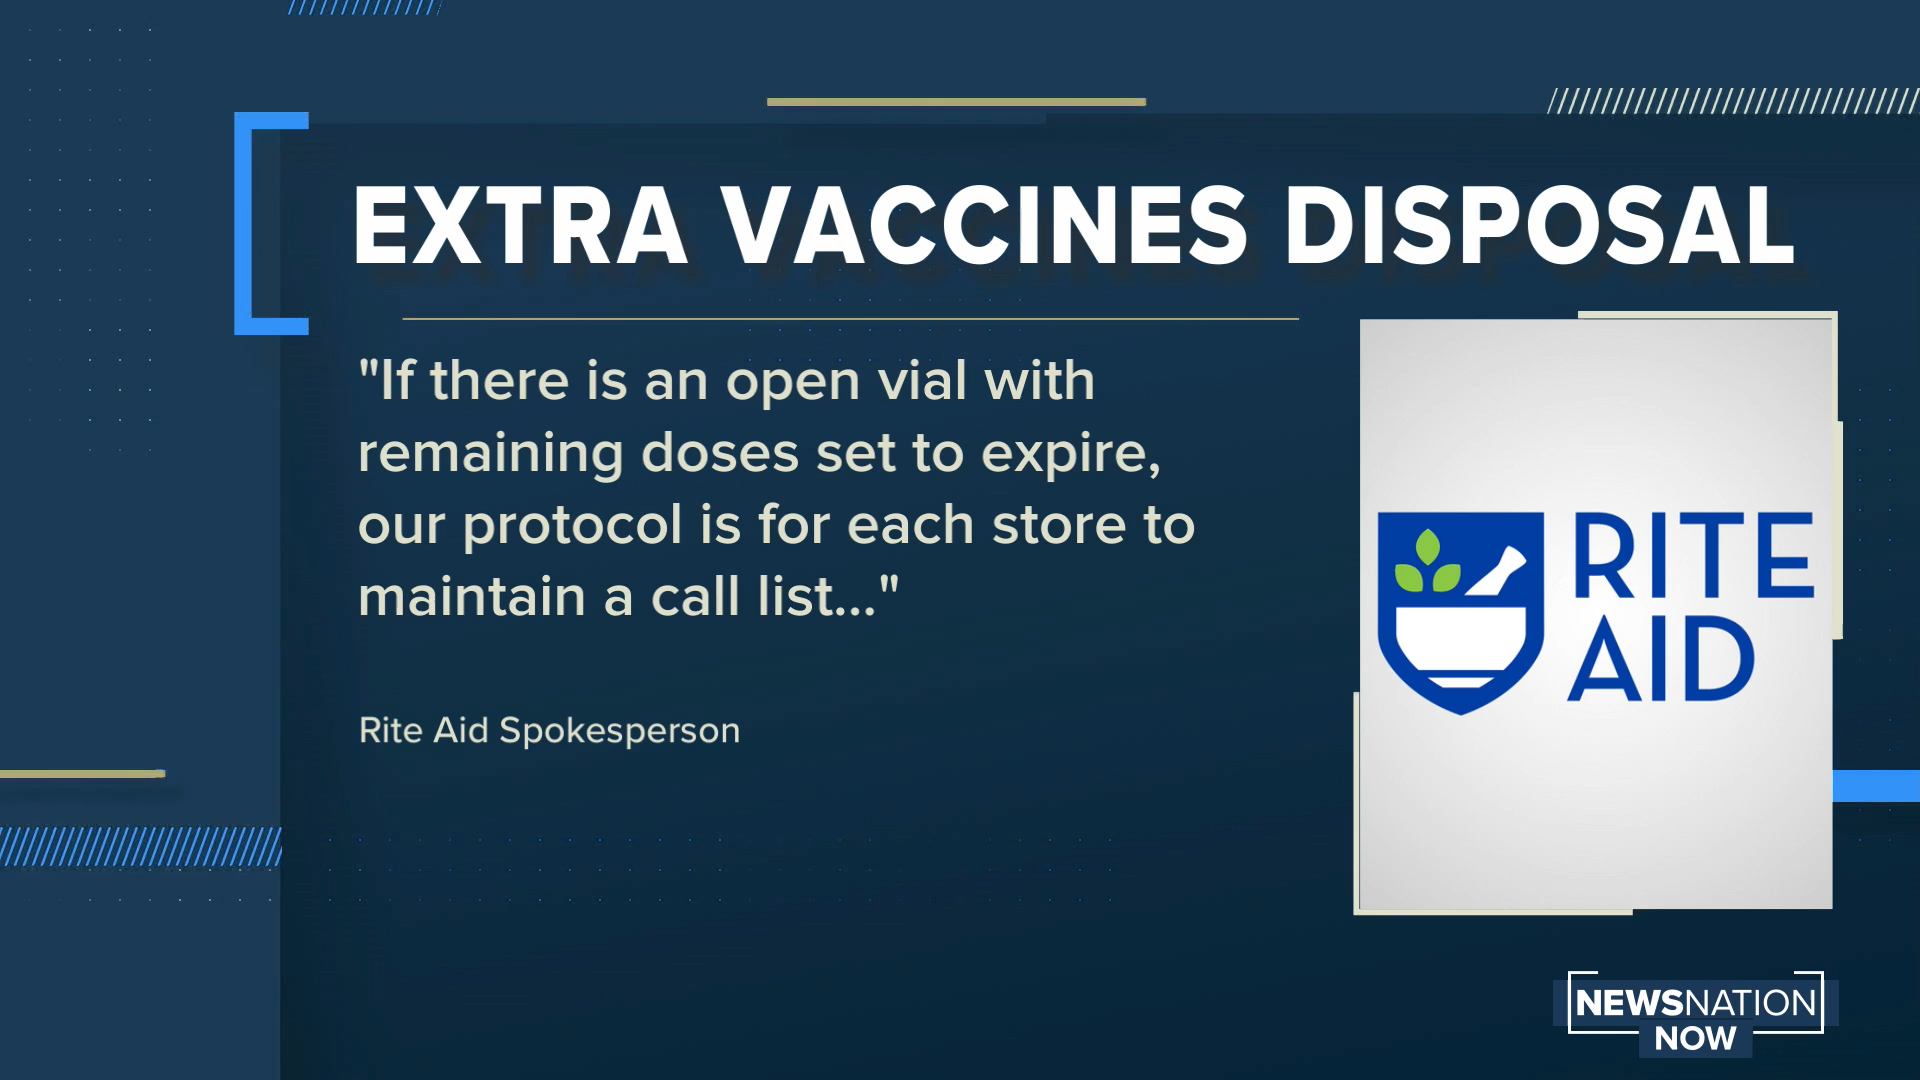 EXTRA VACCINES DISPOSAL
"If there is an open vial with
remaining doses set to expire,
our protocol is for each store to
maintain a call list..."
Rite Aid Spokesperson
RITE
AID
NEWSNATION
NOW